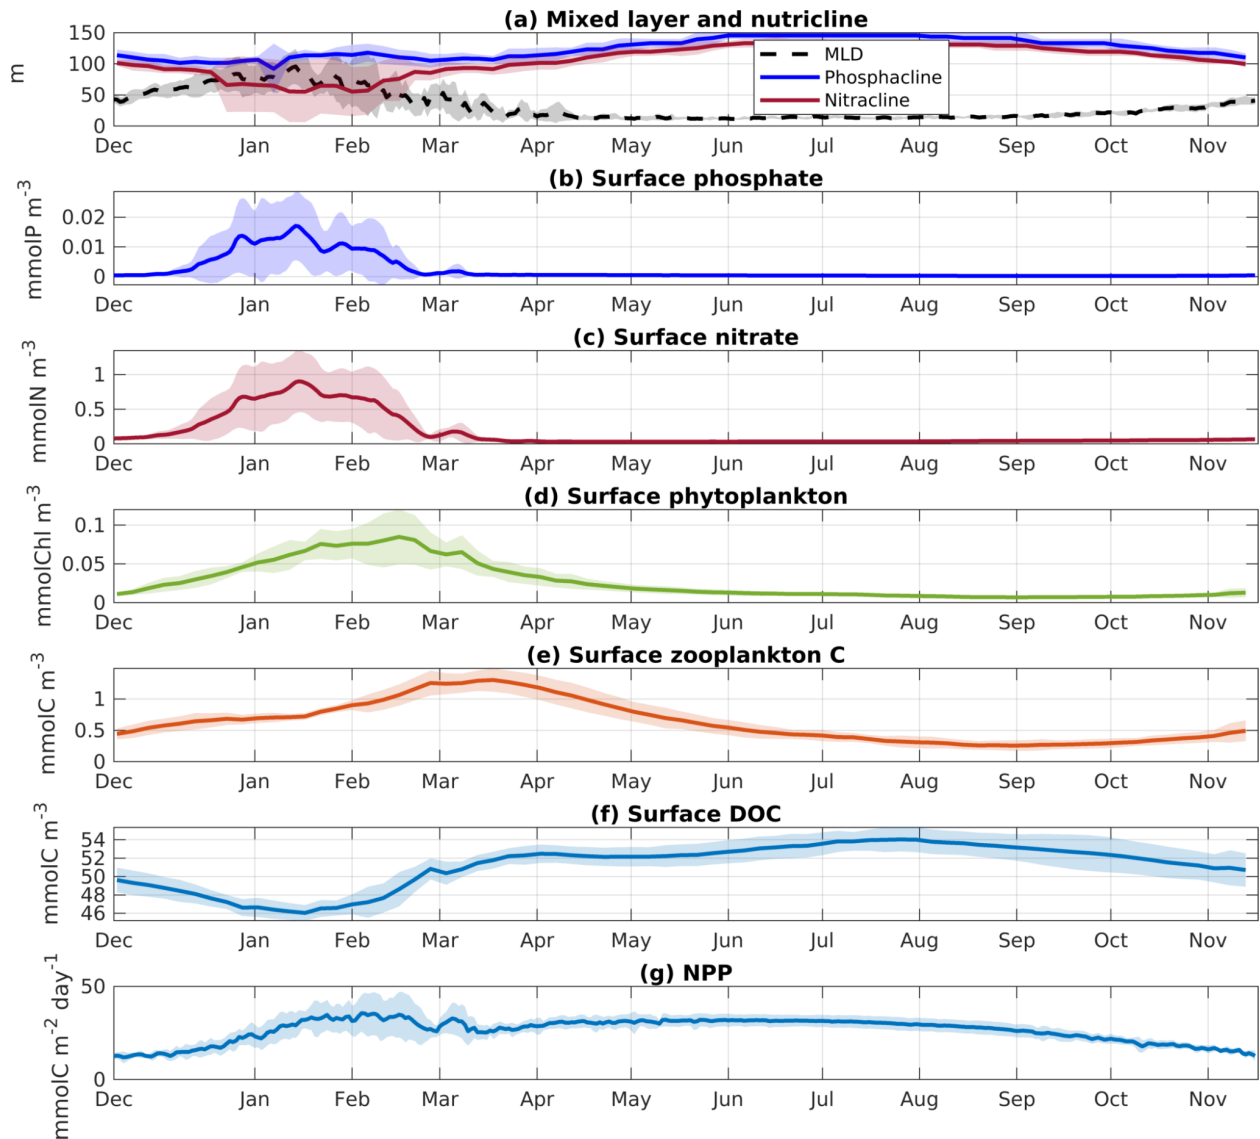 (a) Mixed layer and nutricline
150
100
50
0
m
MLD
Phosphacline
Nitracline
Dec Jan Feb Mar Apr May Jun Jul Aug Sep Oct Nov
(b) Surface phosphate
0.02
0.01
0
mmolP m-3
Dec Jan Feb Mar Apr May Jun Jul Aug Sep Oct Nov
(c) Surface nitrate
1
0.5
0
mmolN m-3
Dec Jan Feb Mar Apr May Jun Jul Aug Sep Oct Nov
(d) Surface phytoplankton
0.1
0.05
0
mmolChl m-3
Dec Jan Feb Mar Apr May Jun Jul Aug Sep Oct Nov
(e) Surface zooplankton C
1
0.5
0
mmolC m-3
Dec Jan Feb Mar Apr May Jun Jul Aug Sep Oct Nov
(f) Surface DOC
54
52
50
48
46
mmolC m-3
Dec Jan Feb Mar Apr May Jun Jul Aug Sep Oct Nov
(g) NPP
50
0
mmolC m-2 day-1
Dec Jan Feb Mar Apr May Jun Jul Aug Sep Oct Nov